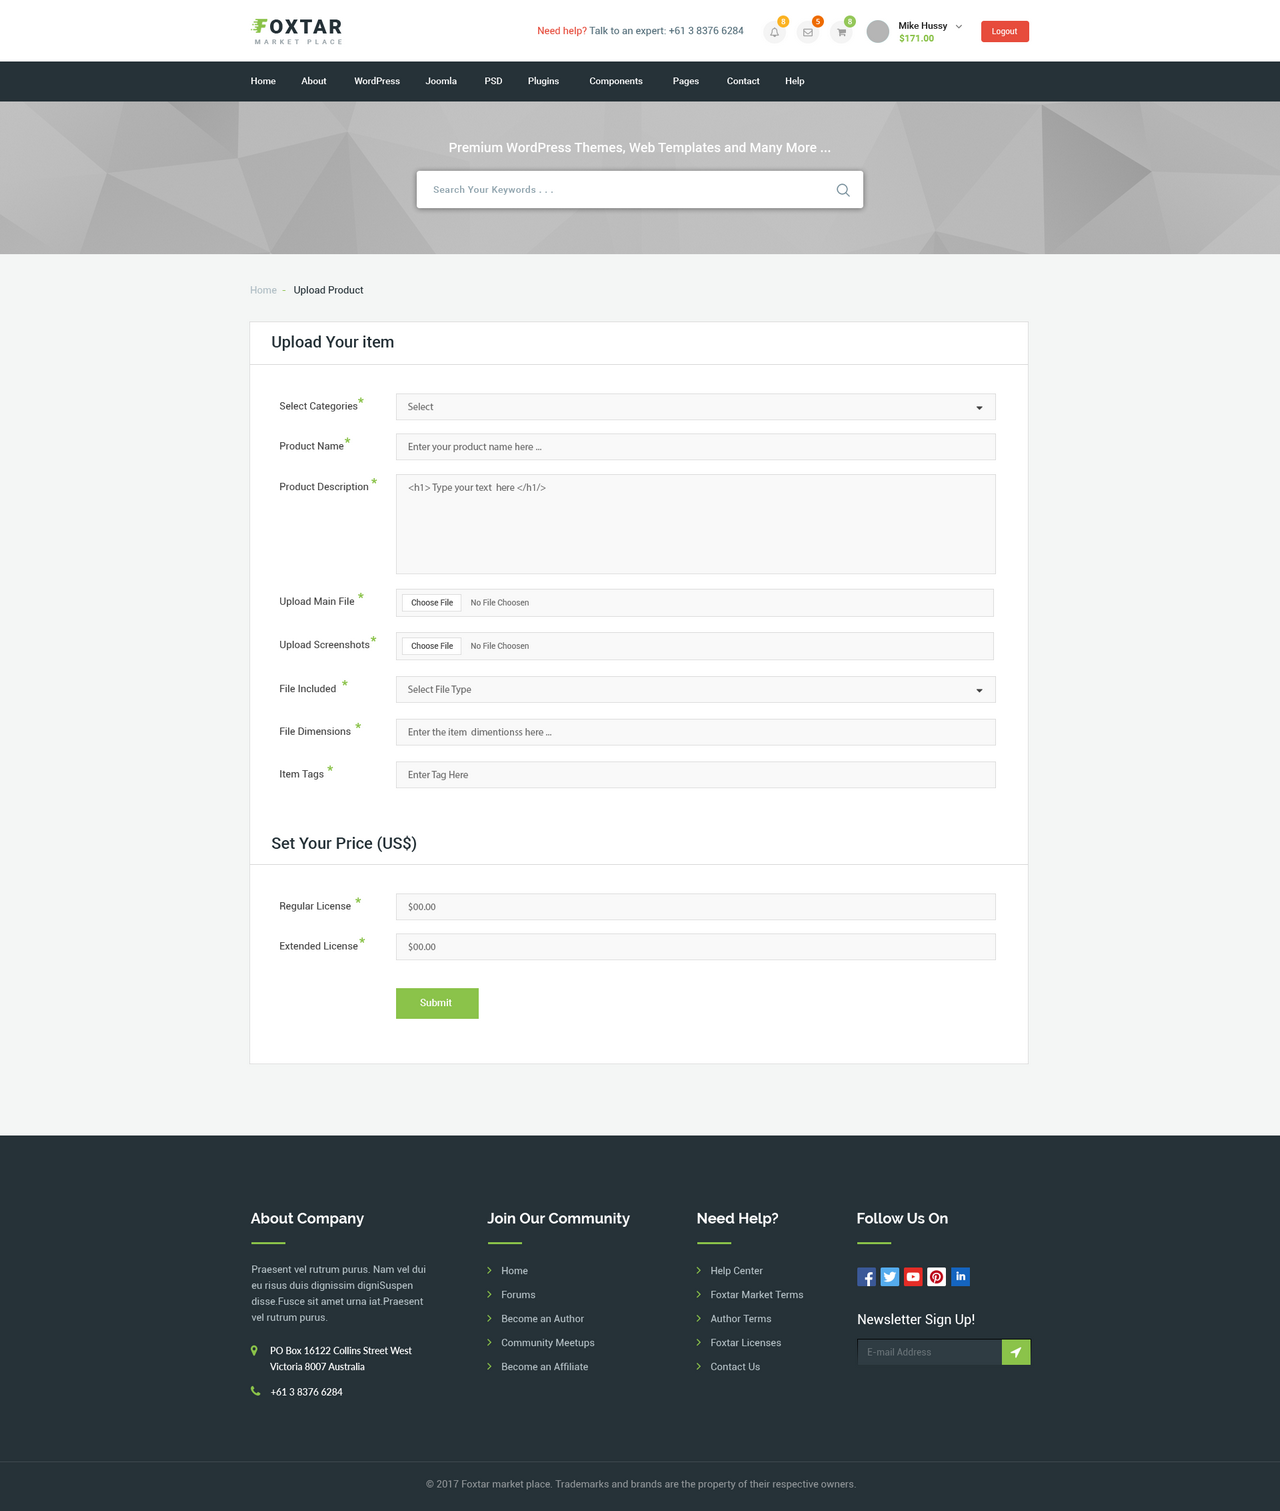 FOXTAR
MARKET PLACE
Need help? Talk to an expert: +61 3 8376 6284
8
5
8
Mike Hussy
$171.00
Logout
Home About WordPress Joomla PSD Plugins Components Pages Contact Help
Premium WordPress Themes, Web Templates and Many More ...
Search Your Keywords . . .
Home - Upload Product
Upload Your item
Select Categories*
Select
Product Name*
Enter your product name here ...
Product Description *
<h1> Type your text here </h1/>
Upload Main File *
Choose File No File Choosen
Upload Screenshots*
Choose File No File Choosen
File Included *
Select File Type
File Dimensions *
Enter the item dimentionss here ...
Item Tags *
Enter Tag Here
Set Your Price (US$)
Regular License *
$00.00
Extended License*
$00.00
Submit
About Company
Praesent vel rutrum purus. Nam vel dui
eu risus duis dignissim digniSuspen
disse.Fusce sit amet urna iat.Praesent
vel rutrum purus.
PO Box 16122 Collins Street West
Victoria 8007 Australia
+61 3 8376 6284
Join Our Community
Home
Forums
Become an Author
Community Meetups
Become an Affiliate
Need Help?
Help Center
Foxtar Market Terms
Author Terms
Foxtar Licenses
Contact Us
Follow Us On
Newsletter Sign Up!
E-mail Address
© 2017 Foxtar market place. Trademarks and brands are the property of their respective owners.